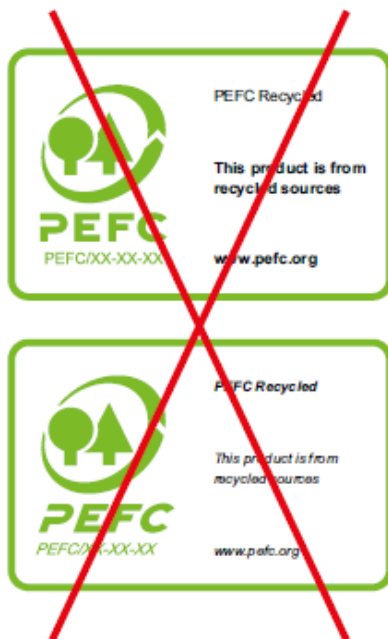 PEFC Recycled
This product is from
recycled sources
PEFC
PEFC/XX-XX-XX
www.pefc.org
PEFC Recycled
This product is from
recycled sources
PEFC
PEFC/XX-XX-XX
www.pefc.org